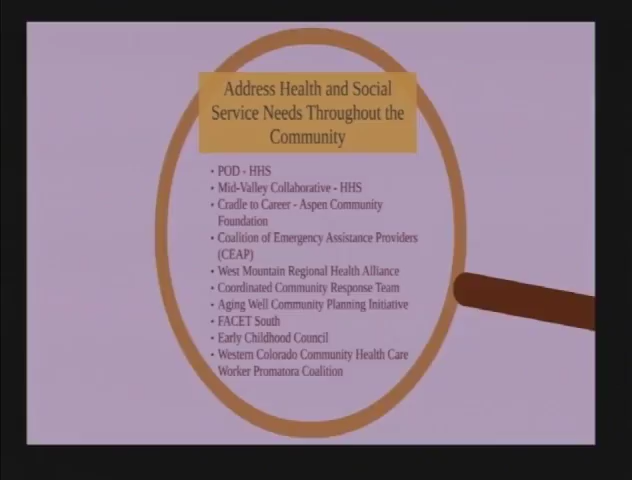 Address Health and Social
Service Needs Throughout the
Community
• POD - HHS
• Mid-Valley Collaborative - HHS
• Cradle to Career - Aspen Community
Foundation
• Coalition of Emergency Assistance Providers
(CEAP)
• West Mountain Regional Health Alliance
• Coordinated Community Response Team
• Aging Well Community Planning Initiative
• FACET South
• Early Childhood Council
• Western Colorado Community Health Care
Worker Promatora Coalition